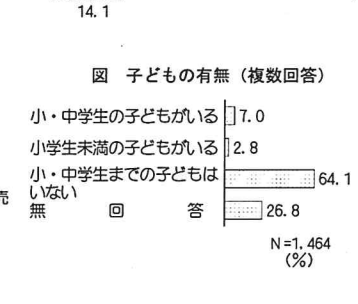 14.1
図 子どもの有無（複数回答）
小・中学生の子どもがいる 7.0
小学生未満の子どもがいる 2.8
小・中学生までの子どもは
いない 64.1
売
無回答 26.8
N=1,464
(%)